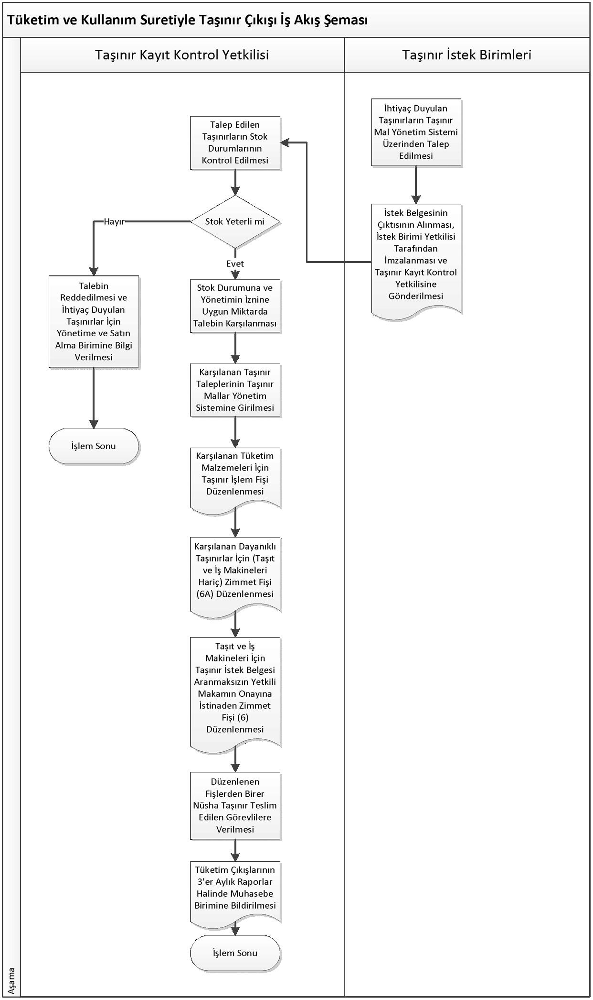 Tüketim ve Kullanım Suretiyle Taşınır Çıkışı İş Akış Şeması
Taşınır Kayıt Kontrol Yetkilisi
Taşınır İstek Birimleri
İhtiyaç Duyulan
Taşınırların Taşınır
Mal Yönetim Sistemi
Üzerinden Talep
Edilmesi
İstek Belgesinin
Çıktısının Alınması,
İstek Birimi Yetkilisi
Tarafından
İmzalanması ve
Taşınır Kayıt Kontrol
Yetkilisine
Gönderilmesi
Talep Edilen
Taşınırların Stok
Durumlarının
Kontrol Edilmesi
Stok Yeterli mi
Hayır
Talebin
Reddedilmesi ve
İhtiyaç Duyulan
Taşınırlar İçin
Yönetime ve Satın
Alma Birimine Bilgi
Verilmesi
İşlem Sonu
Evet
Stok Durumuna ve
Yönetimin İznine
Uygun Miktarda
Talebin Karşılanması
Karşılanan Taşınır
Taleplerinin Taşınır
Mallar Yönetim
Sistemine Girilmesi
Karşılanan Tüketim
Malzemeleri İçin
Taşınır İşlem Fişi
Düzenlenmesi
Karşılanan Dayanıklı
Taşınırlar İçin (Taşıt
ve İş Makineleri
Hariç) Zimmet Fişi
(6A) Düzenlenmesi
Taşıt ve İş
Makineleri İçin
Taşınır İstek Belgesi
Aranmaksızın Yetkili
Makamın Onayına
İstinaden Zimmet
Fişi (6)
Düzenlenmesi
Düzenlenen
Fişlerden Birer
Nüsha Taşınır Teslim
Edilen Görevlilere
Verilmesi
Tüketim Çıkışlarının
3'er Aylık Raporlar
Halinde Muhasebe
Birimine Bildirilmesi
İşlem Sonu
Aşama